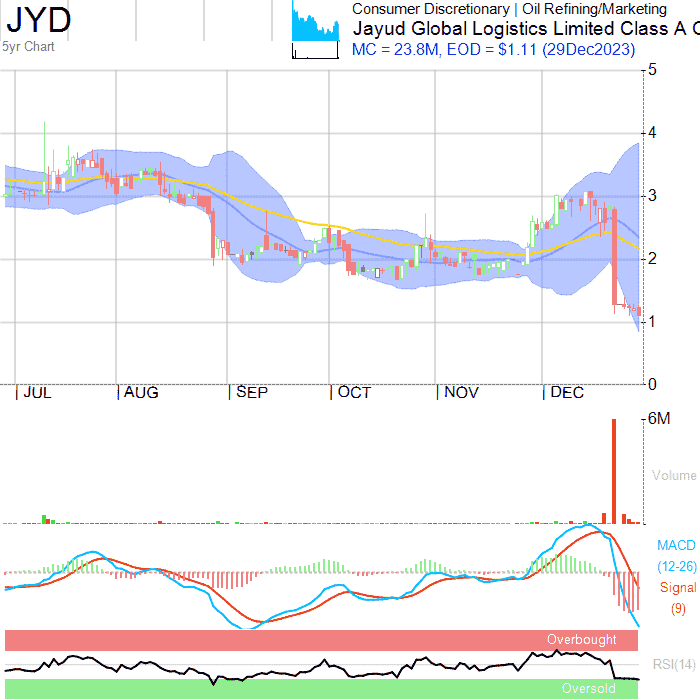 JYD
5yr Chart
Consumer Discretionary | Oil Refining/Marketing
Jayud Global Logistics Limited Class A
MC = 23.8M, EOD = $1.11 (29Dec2023)
5
4
3
2
1
0
JUL AUG SEP OCT NOV DEC
6M
Volume
MACD
(12-26)
Signal
(9)
Overbought
RSI(14)
Oversold